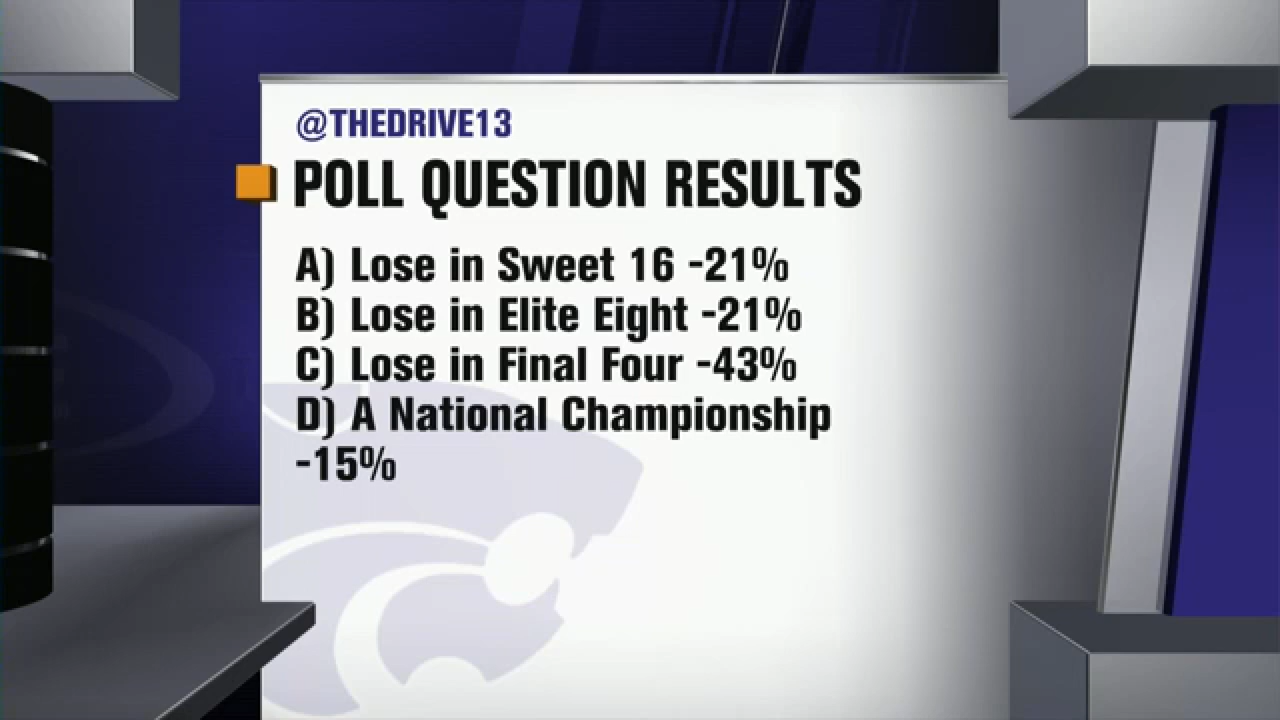 @THEDRIVE13
POLL QUESTION RESULTS
A) Lose in Sweet 16 -21%
B) Lose in Elite Eight -21%
C) Lose in Final Four -43%
D) A National Championship
-15%